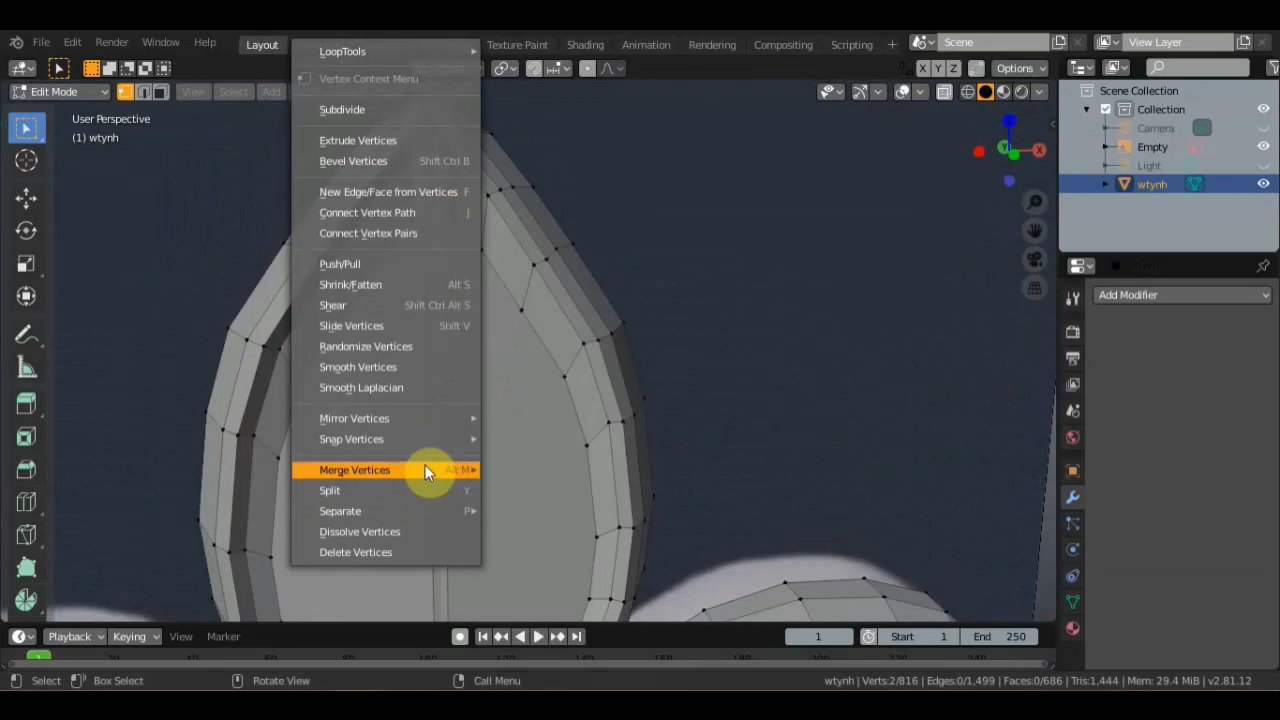 File Edit Render Window Help Layout Texture Paint Shading Animation Rendering Compositing Scripting + Scene View Layer
X Y Z Options
Edit Mode View Select Add
User Perspective
(1) wtynh
LoopTools
Vertex Context Menu
Subdivide
Extrude Vertices
Bevel Vertices Shift Ctrl B
New Edge/Face from Vertices F
Connect Vertex Path J
Connect Vertex Pairs
Push/Pull
Shrink/Fatten Alt S
Shear Shift Ctrl Alt S
Slide Vertices Shift V
Randomize Vertices
Smooth Vertices
Smooth Laplacian
Mirror Vertices
Snap Vertices
Merge Vertices Alt M
Split Y
Separate P
Dissolve Vertices
Delete Vertices
Z
Y
X
Scene Collection
Collection
Camera
Empty
Light
wtynh
Add Modifier
Playback Keying View Marker 1 Start 1 End 250
1
Select Box Select Rotate View Call Menu wtynh | Verts:2/816 | Edges:0/1,499 | Faces:0/686 | Tris:1,444 | Mem: 29.4 MiB | v2.81.12